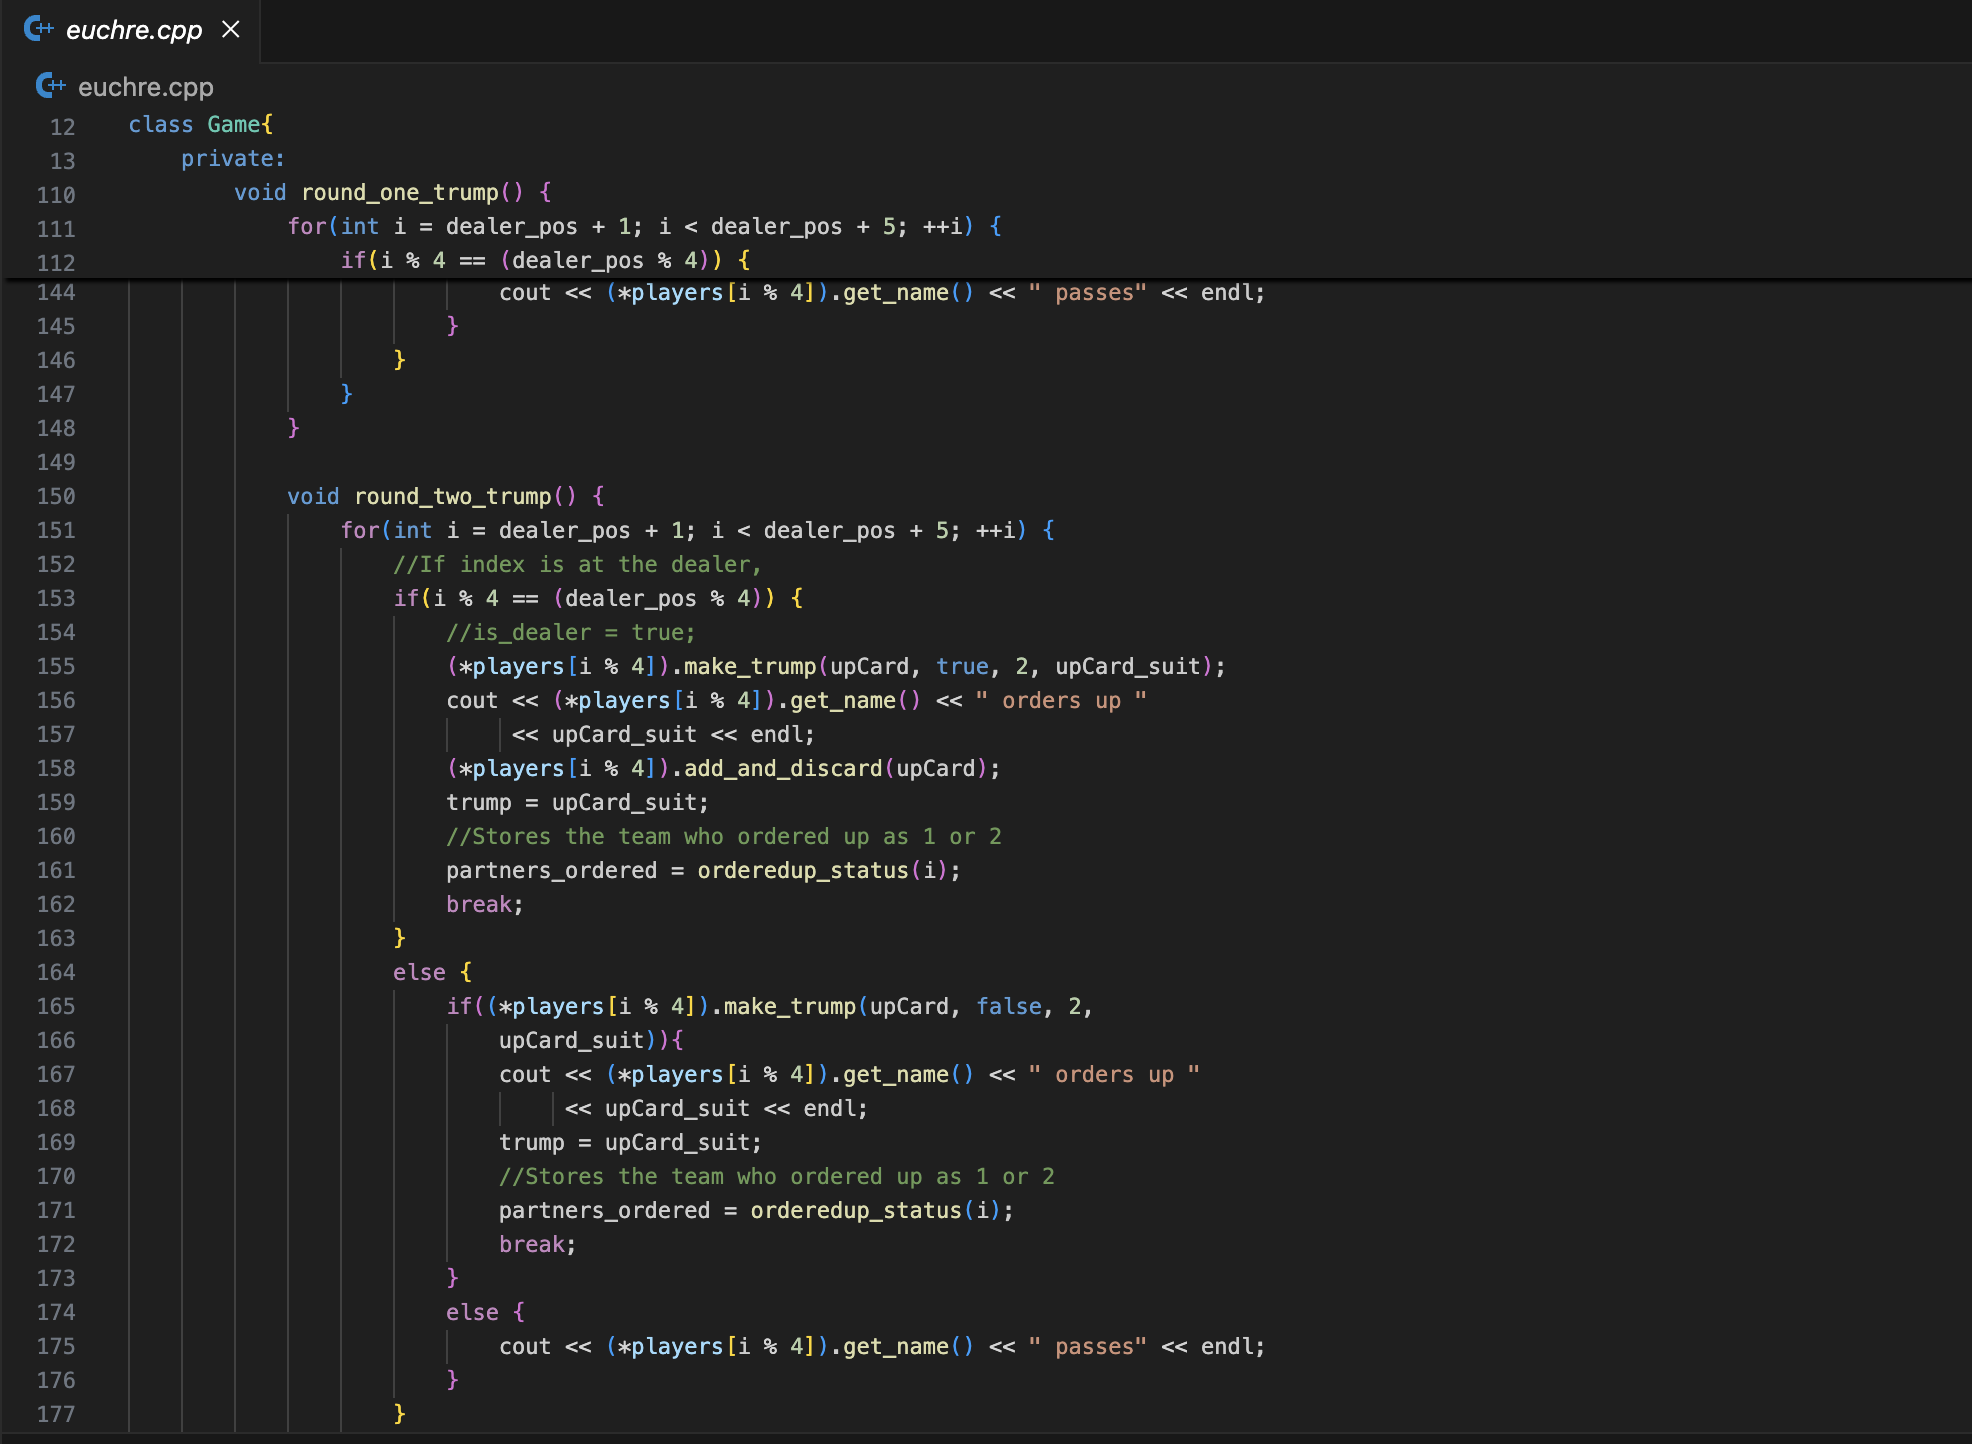 euchre.cpp
euchre.cpp
12 class Game{
13     private:
110         void round_one_trump() {
111             for(int i = dealer_pos + 1; i < dealer_pos + 5; ++i) {
112                 if(i % 4 == (dealer_pos % 4)) {
144                             cout << (*players[i % 4]).get_name() << " passes" << endl;
145                         }
146                     }
147                 }
148             }
149
150             void round_two_trump() {
151                 for(int i = dealer_pos + 1; i < dealer_pos + 5; ++i) {
152                     //If index is at the dealer,
153                     if(i % 4 == (dealer_pos % 4)) {
154                         //is_dealer = true;
155                         (*players[i % 4]).make_trump(upCard, true, 2, upCard_suit);
156                         cout << (*players[i % 4]).get_name() << " orders up "
157                              << upCard_suit << endl;
158                         (*players[i % 4]).add_and_discard(upCard);
159                         trump = upCard_suit;
160                         //Stores the team who ordered up as 1 or 2
161                         partners_ordered = orderedup_status(i);
162                         break;
163                     }
164                     else {
165                         if((*players[i % 4]).make_trump(upCard, false, 2,
166                             upCard_suit)){
167                             cout << (*players[i % 4]).get_name() << " orders up "
168                                  << upCard_suit << endl;
169                             trump = upCard_suit;
170                             //Stores the team who ordered up as 1 or 2
171                             partners_ordered = orderedup_status(i);
172                             break;
173                         }
174                         else {
175                             cout << (*players[i % 4]).get_name() << " passes" << endl;
176                         }
177                     }